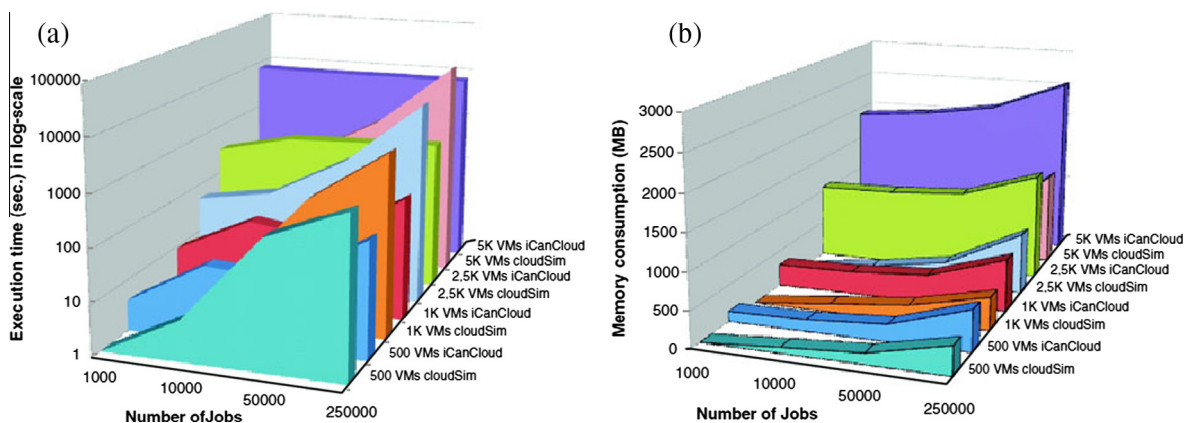 (a)
Execution time (sec.) in log-scale
100000
10000
1000
100
10
1
1000
10000
50000
250000
Number ofJobs
5K VMs iCanCloud
5K VMs cloudSim
2,5K VMs iCanCloud
2,5K VMs cloudSim
1K VMs iCanCloud
1K VMs cloudSim
500 VMs iCanCloud
500 VMs cloudSim
(b)
Memory consumption (MB)
3000
2500
2000
1500
1000
500
0
1000
10000
50000
250000
Number of Jobs
5K VMs iCanCloud
5K VMs cloudSim
2,5K VMs iCanCloud
2,5K VMs cloudSim
1K VMs iCanCloud
1K VMs cloudSim
500 VMs iCanCloud
500 VMs cloudSim